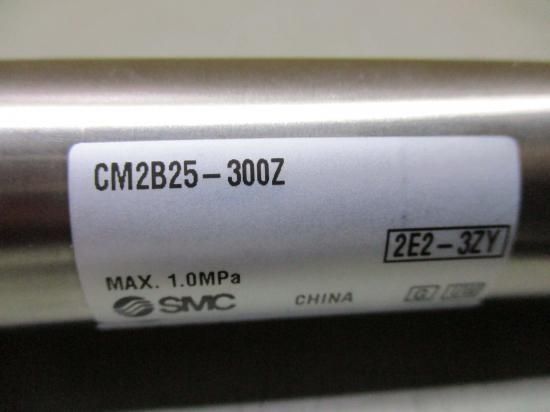 CM2B25-300Z
2E2-3ZY
MAX. 1.0MPa
SMC CHINA